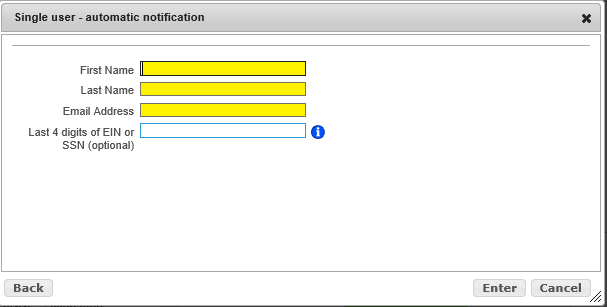 Single user - automatic notification
First Name
Last Name
Email Address
Last 4 digits of EIN or
SSN (optional)
Back
Enter
Cancel